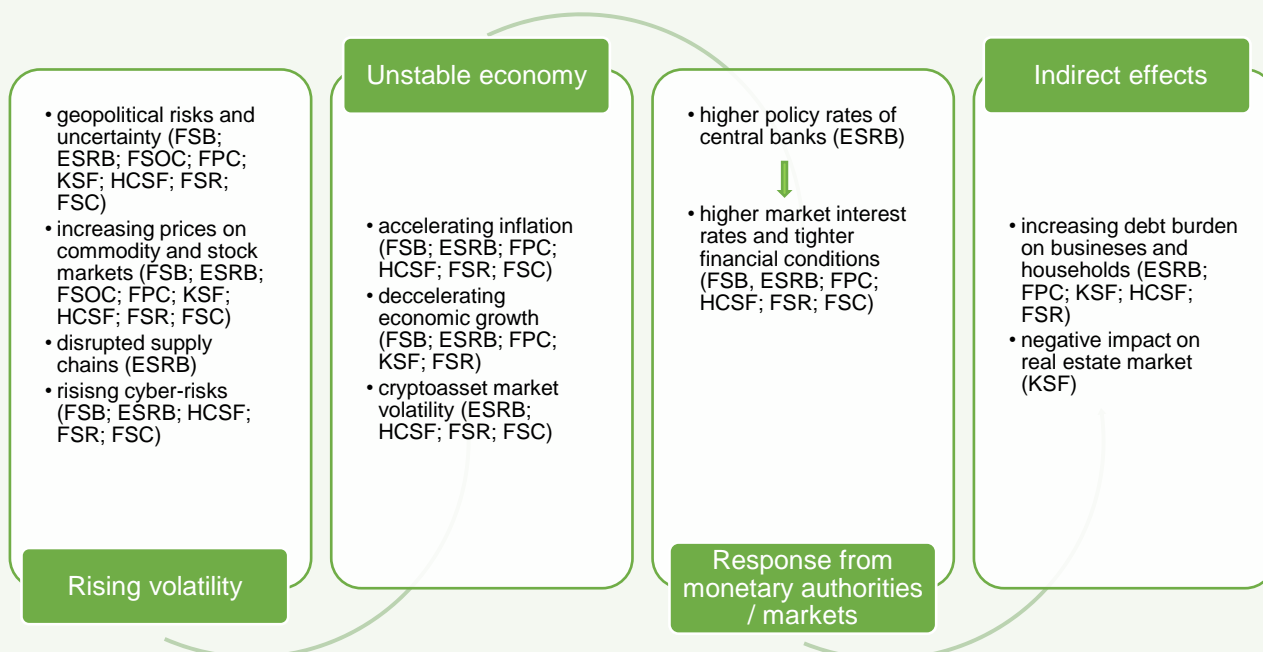 • geopolitical risks and
uncertainty (FSB;
ESRB; FSOC; FPC;
KSF; HCSF; FSR;
FSC)
• increasing prices on
commodity and stock
markets (FSB; ESRB;
FSOC; FPC; KSF;
HCSF; FSR; FSC)
• disrupted supply
chains (ESRB)
• risisng cyber-risks
(FSB; ESRB; HCSF;
FSR; FSC)
Rising volatility
Unstable economy
• accelerating inflation
(FSB; ESRB; FPC;
HCSF; FSR; FSC)
• deccelerating
economic growth
(FSB; ESRB; FPC;
KSF; FSR)
• cryptoasset market
volatility (ESRB;
HCSF; FSR; FSC)
• higher policy rates of
central banks (ESRB)
• higher market interest
rates and tighter
financial conditions
(FSB, ESRB; FPC;
HCSF; FSR; FSC)
Response from
monetary authorities
/ markets
Indirect effects
• increasing debt burden
on busineses and
households (ESRB;
FPC; KSF; HCSF;
FSR)
• negative impact on
real estate market
(KSF)